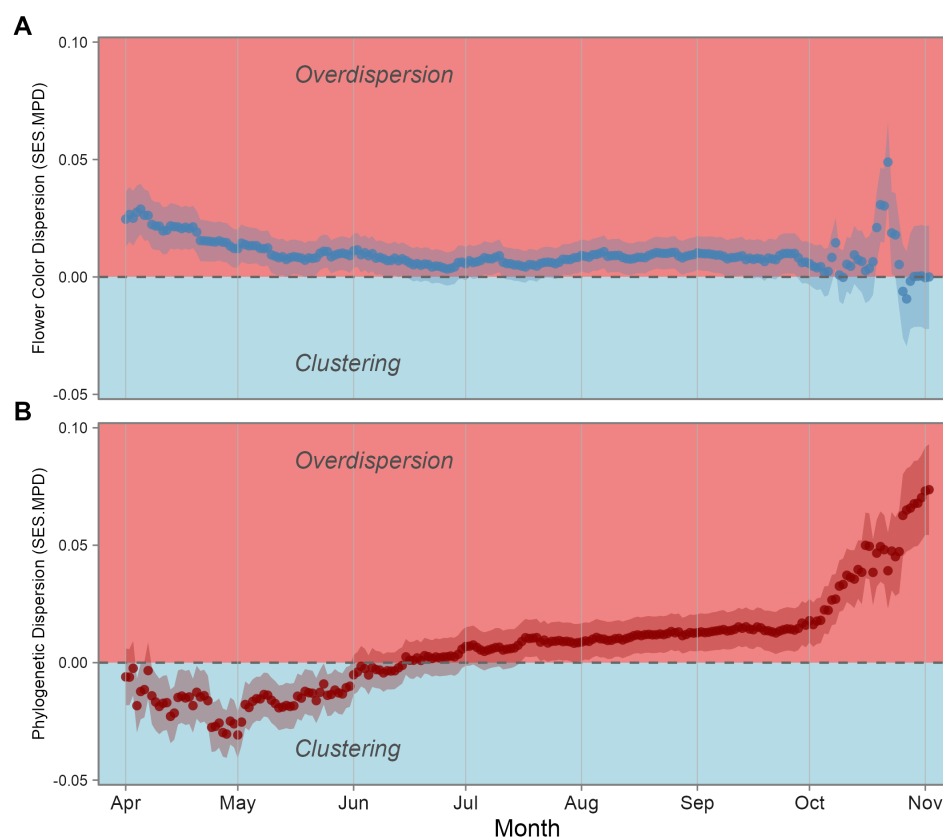 A
0.10
Overdispersion
0.05
0.00
Clustering
-0.05
Flower Color Dispersion (SES.MPD)
B
0.10
Overdispersion
0.05
0.00
Clustering
-0.05
Phylogenetic Dispersion (SES.MPD)
Apr May Jun Jul Aug Sep Oct Nov
Month